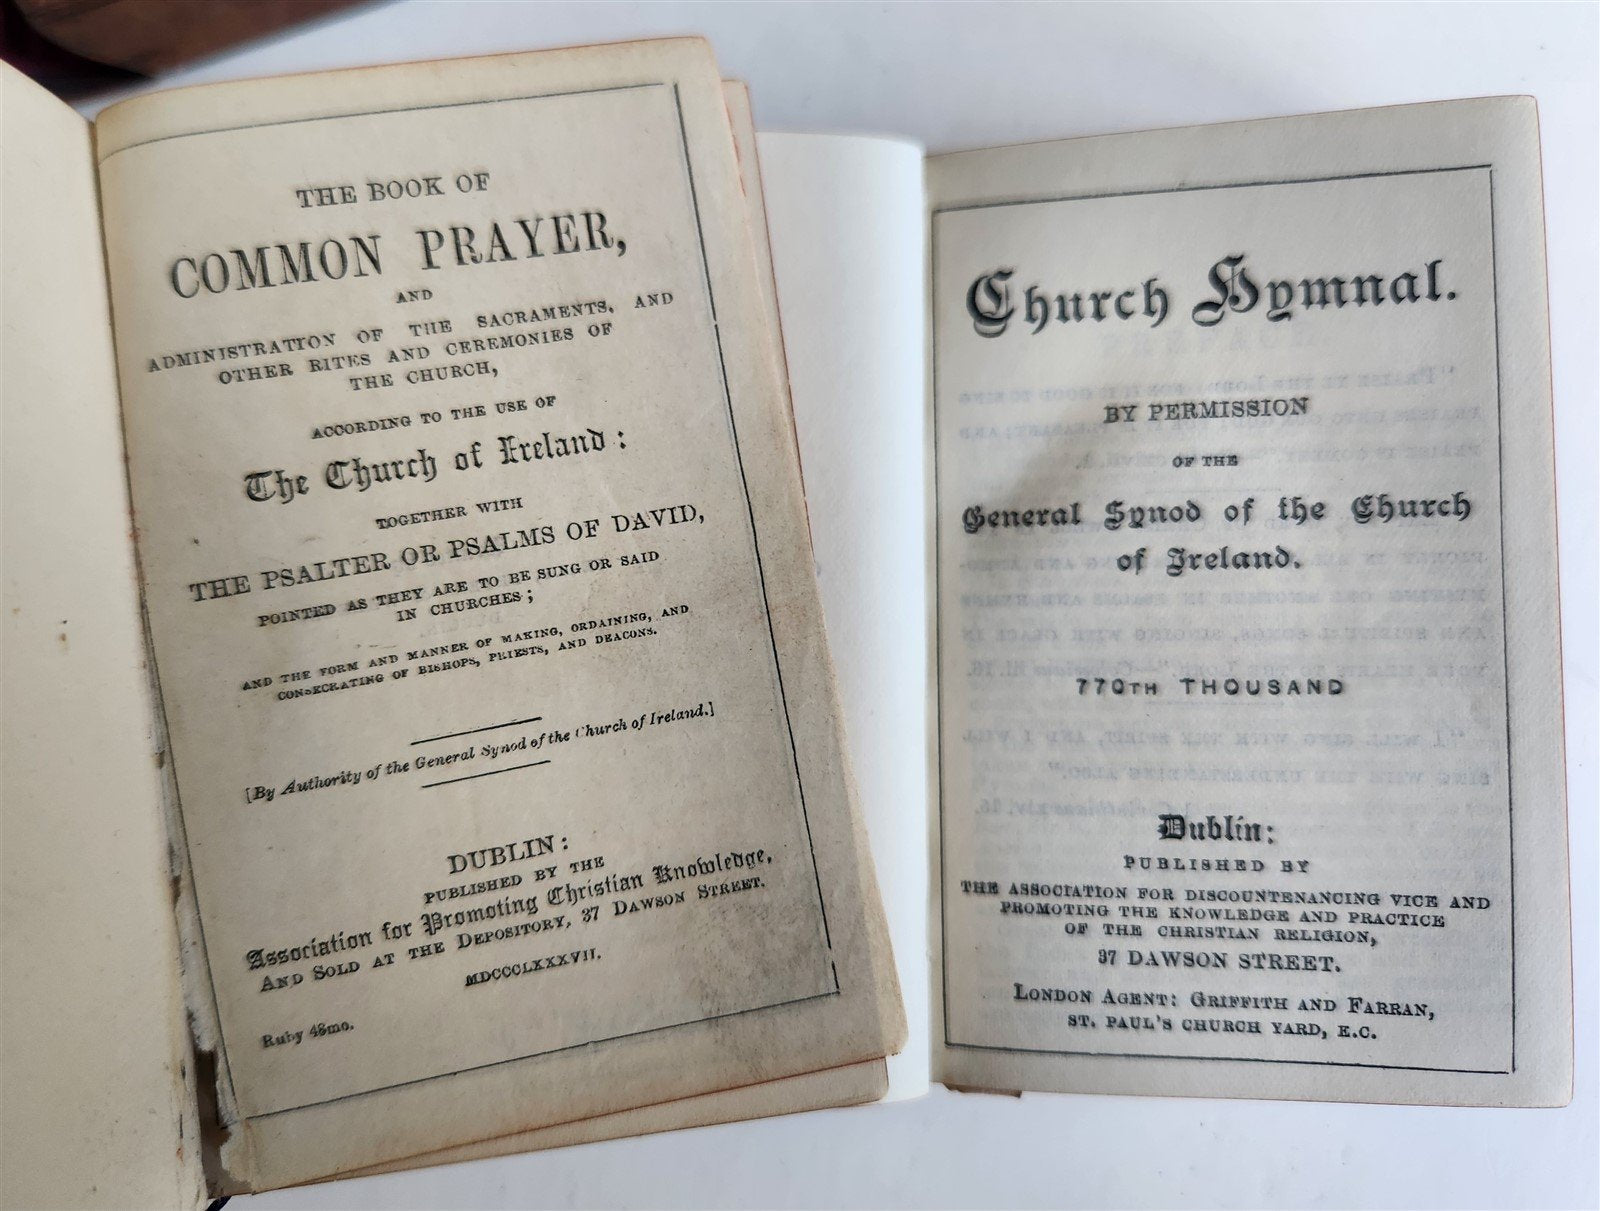 THE BOOK OF
COMMON PRAYER,
AND
ADMINISTRATION OF THE SACRAMENTS, AND
OTHER RITES AND CEREMONIES OF
THE CHURCH,
ACCORDING TO THE USE OF
The Church of Ireland:
TOGETHER WITH
THE PSALTER OR PSALMS OF DAVID,
POINTED AS THEY ARE TO BE SUNG OR SAID
IN CHURCHES;
AND THE FORM AND MANNER OF MAKING, ORDAINING, AND
CONSECRATING OF BISHOPS, PRIESTS, AND DEACONS.
[By Authority of the General Synod of the Church of Ireland.]
DUBLIN:
PUBLISHED BY THE
Association for Promoting Christian Knowledge,
AND SOLD AT THE DEPOSITORY, 37 DAWSON STREET.
MDCCCLXXXVII.
Ruby 48mo.
Church Hymnal.
BY PERMISSION
OF THE
General Synod of the Church
of Ireland.
770TH THOUSAND
Dublin:
PUBLISHED BY
THE ASSOCIATION FOR DISCOUNTENANCING VICE AND
PROMOTING THE KNOWLEDGE AND PRACTICE
OF THE CHRISTIAN RELIGION,
37 DAWSON STREET.
LONDON AGENT: GRIFFITH AND FARRAN,
ST. PAUL'S CHURCH YARD, E.C.